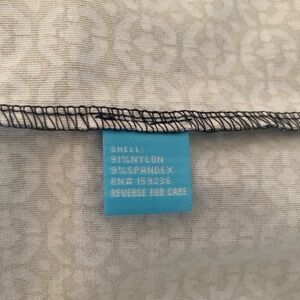 SHELL:
91%NYLON
9%SPANDEX
RN# 159236
REVERSE FOR CARE